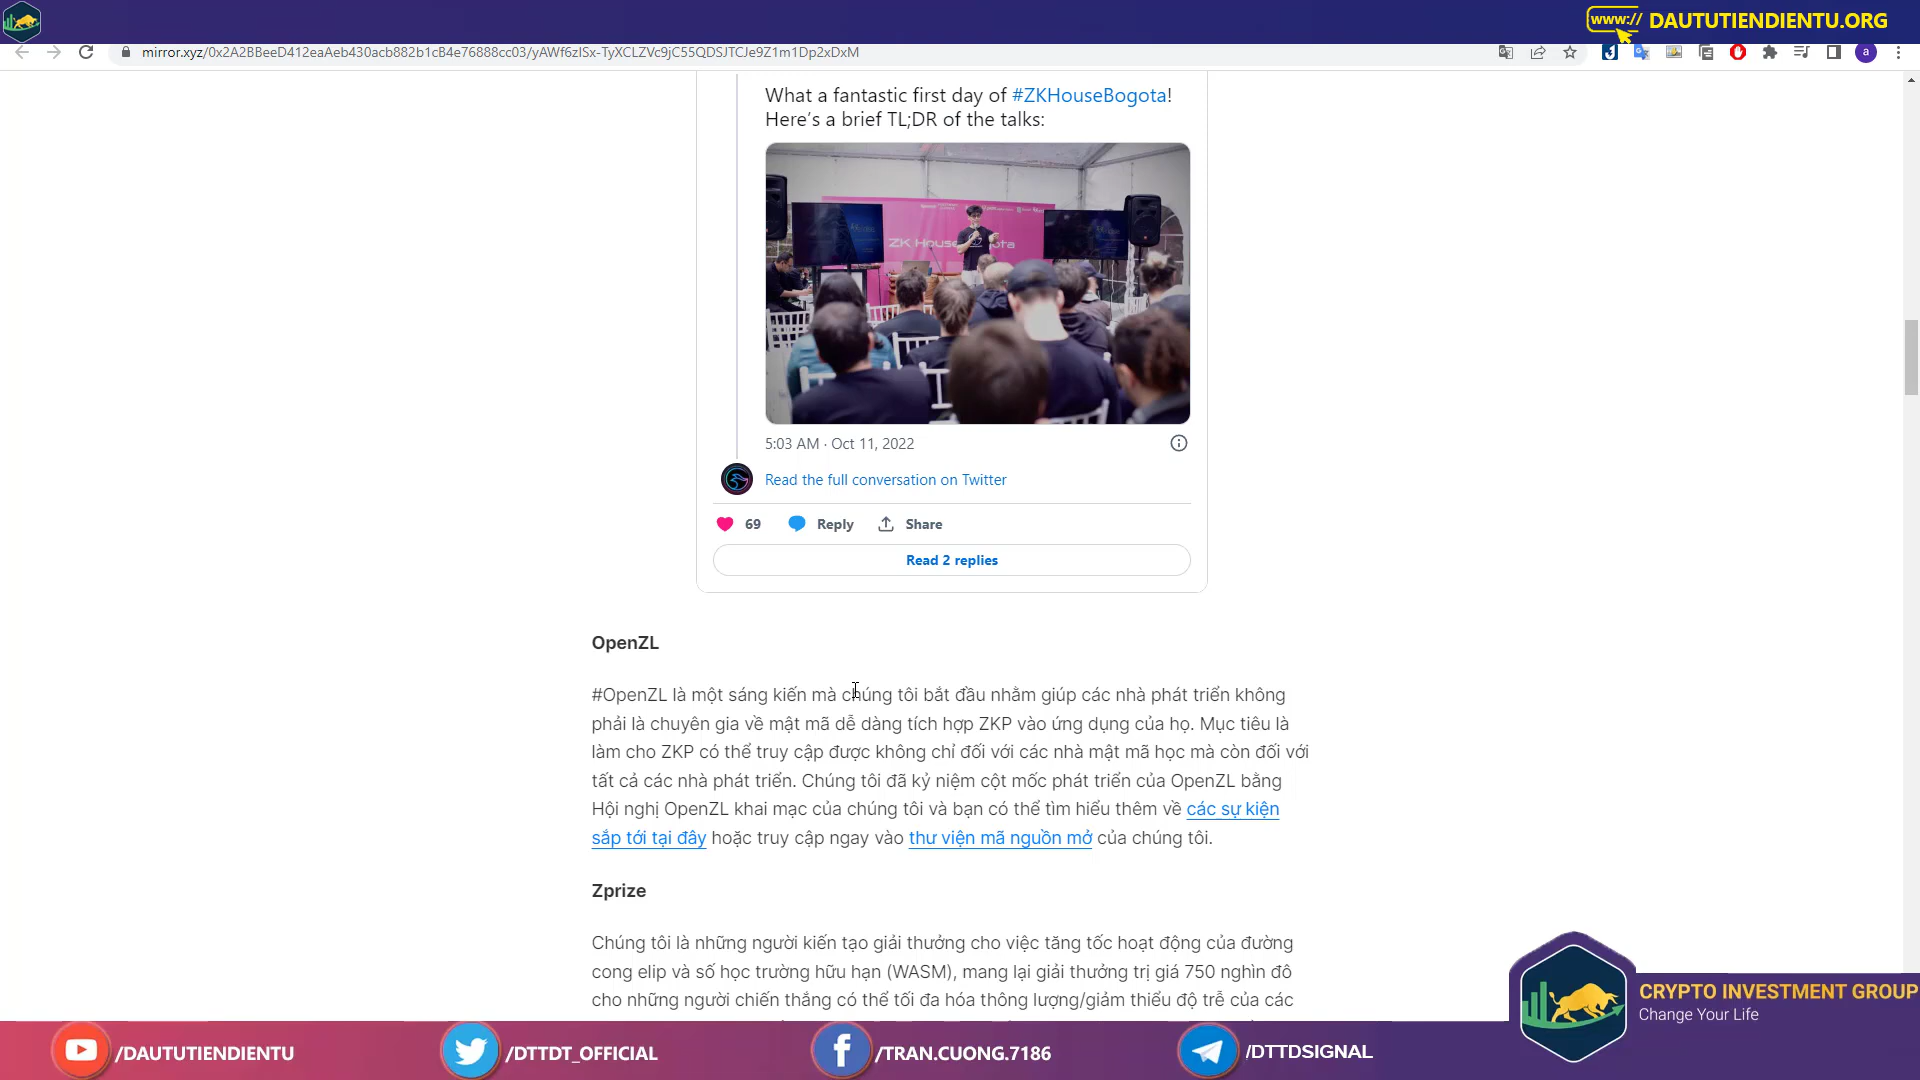 www:// DAUTUTIENDIENTU.ORG
mirror.xyz/0x2A2BBeeD412eaAeb430acb882b1cB4e76888cc03/yAWf6zISx-TyXCLZVc9jC55QDSJTCJe9Z1m1Dp2xDxM
a
What a fantastic first day of #ZKHouseBogota!
Here's a brief TL;DR of the talks:
5:03 AM · Oct 11, 2022
Read the full conversation on Twitter
69 Reply Share
Read 2 replies
OpenZL
#OpenZL là một sáng kiến mà chúng tôi bắt đầu nhằm giúp các nhà phát triển không
phải là chuyên gia về mật mã dễ dàng tích hợp ZKP vào ứng dụng của họ. Mục tiêu là
làm cho ZKP có thể truy cập được không chỉ đối với các nhà mật mã học mà còn đối với
tất cả các nhà phát triển. Chúng tôi đã kỷ niệm cột mốc phát triển của OpenZL bằng
Hội nghị OpenZL khai mạc của chúng tôi và bạn có thể tìm hiểu thêm về các sự kiện
sắp tới tại đây hoặc truy cập ngay vào thư viện mã nguồn mở của chúng tôi.
Zprize
Chúng tôi là những người kiến tạo giải thưởng cho việc tăng tốc hoạt động của đường
cong elip và số học trường hữu hạn (WASM), mang lại giải thưởng trị giá 750 nghìn đô
cho những người chiến thắng có thể tối đa hóa thông lượng/giảm thiểu độ trễ của các
CRYPTO INVESTMENT GROUP
Change Your Life
/DAUTUTIENDIENTU
/DTTDT_OFFICIAL
/TRAN.CUONG.7186
/DTTDSIGNAL